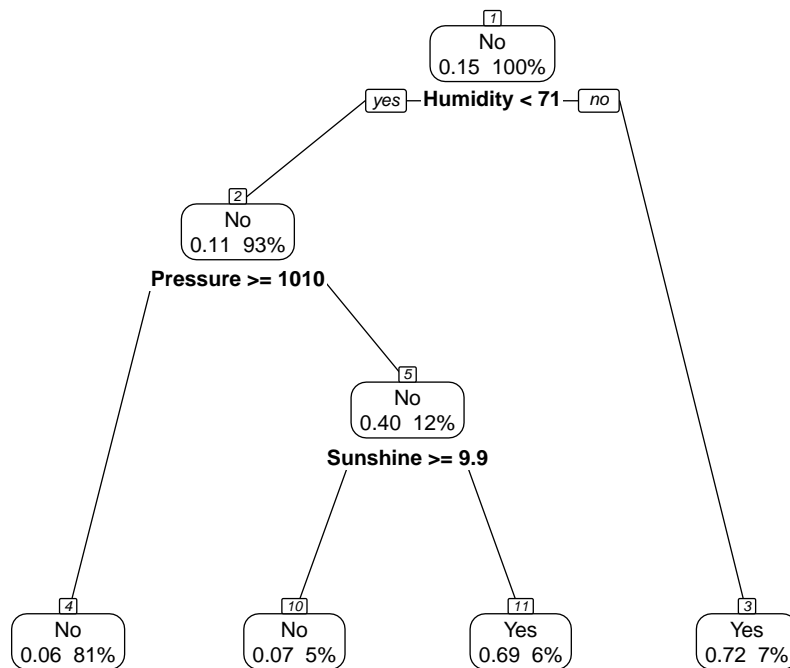 1
No
0.15 100%
yes Humidity < 71 no
2
No
0.11 93%
Pressure >= 1010
5
No
0.40 12%
Sunshine >= 9.9
4
No
0.06 81%
10
No
0.07 5%
11
Yes
0.69 6%
3
Yes
0.72 7%